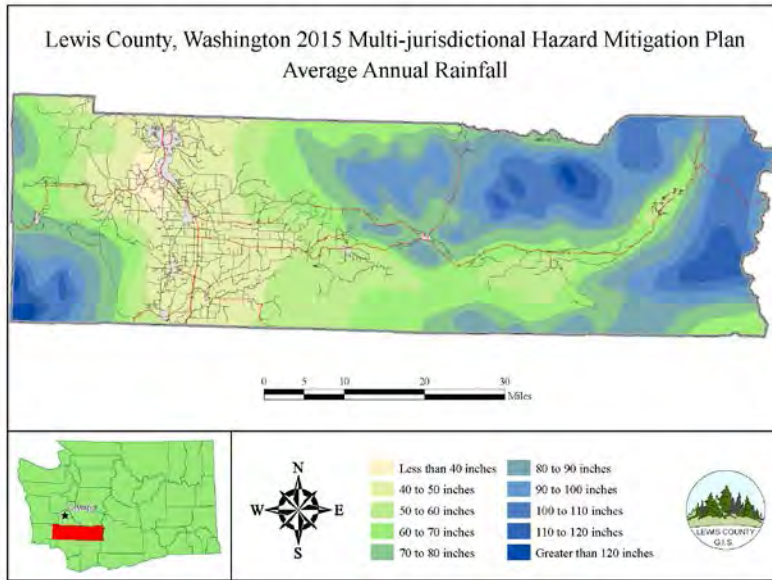 Lewis County, Washington 2015 Multi-jurisdictional Hazard Mitigation Plan
Average Annual Rainfall
0 5 10 20 30
Miles
N
W E
S
Less than 40 inches
40 to 50 inches
50 to 60 inches
60 to 70 inches
70 to 80 inches
80 to 90 inches
90 to 100 inches
100 to 110 inches
110 to 120 inches
Greater than 120 inches
LEWIS COUNTY
G.I.S.